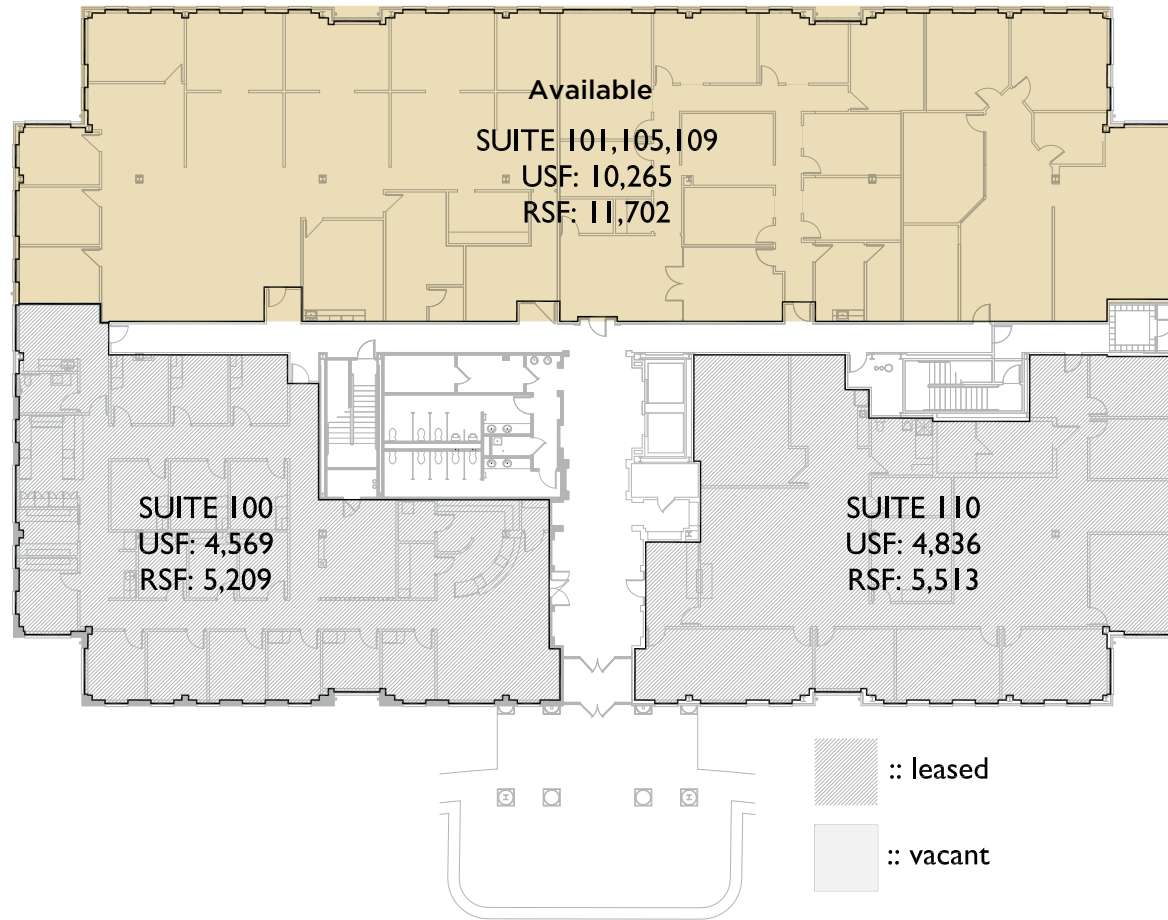 Available
SUITE 101,105,109
USF: 10,265
RSF: 11,702
SUITE 100
USF: 4,569
RSF: 5,209
SUITE 110
USF: 4,836
RSF: 5,513
:: leased
:: vacant